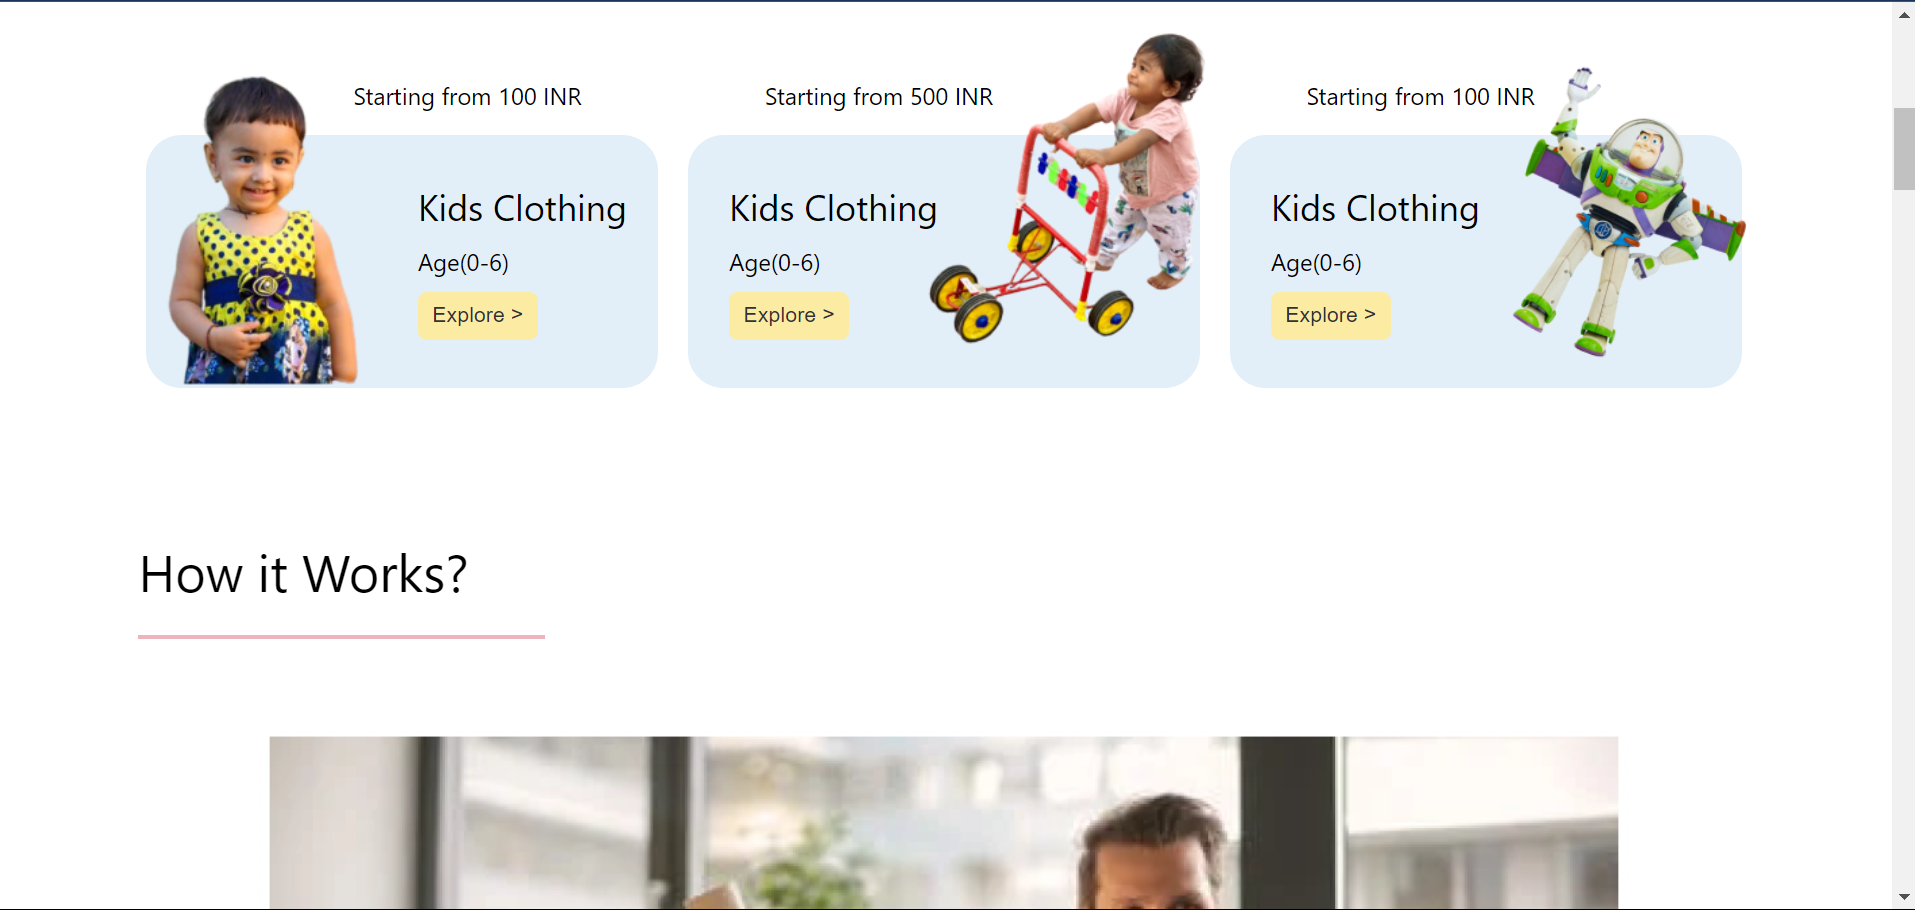 Starting from 100 INR
Kids Clothing
Age(0-6)
Explore >
Starting from 500 INR
Kids Clothing
Age(0-6)
Explore >
Starting from 100 INR
Kids Clothing
Age(0-6)
Explore >
How it Works?